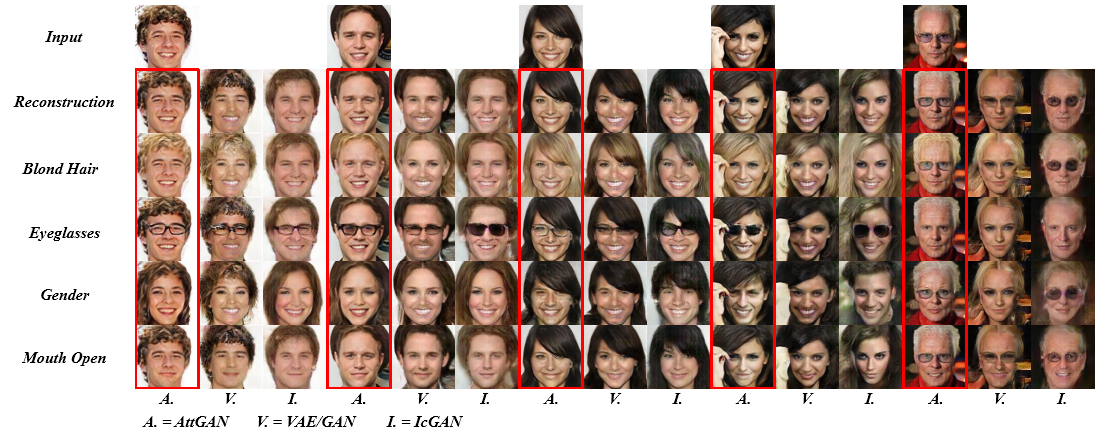 Input
Reconstruction
Blond Hair
Eyeglasses
Gender
Mouth Open
A. V. I. A. V. I. A. V. I. A. V. I. A. V. I.
A. = AttGAN V. = VAE/GAN I. = IcGAN